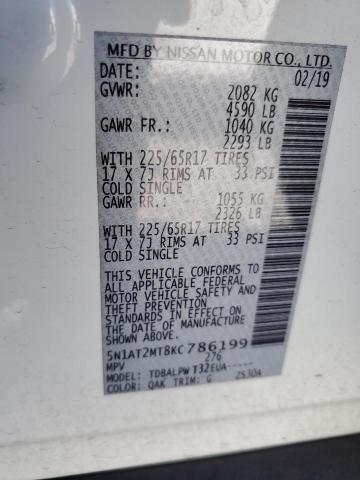 MFD BY NISSAN MOTOR CO., LTD.
DATE: 02/19
GVWR: 2082 KG
4590 LB
GAWR FR.: 1040 KG
2293 LB
WITH 225/65R17 TIRES
17 X 7J RIMS AT 33 PSI
COLD SINGLE
GAWR RR.: 1055 KG
2326 LB
WITH 225/65R17 TIRES
17 X 7J RIMS AT 33 PSI
COLD SINGLE
THIS VEHICLE CONFORMS TO
ALL APPLICABLE FEDERAL
MOTOR VEHICLE SAFETY AND
THEFT PREVENTION
STANDARDS IN EFFECT ON
THE DATE OF MANUFACTURE
5N1AT2MT8KC786199
MPV 276
MODEL: TDBALPW T32EUA-----
COLOR: QAK TRIM: G 2S30A